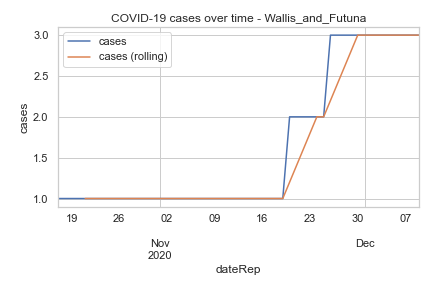 COVID-19 cases over time - Wallis_and_Futuna
cases
cases (rolling)
3.0
2.5
2.0
1.5
1.0
cases
19 26 02 09 16 23 30 07
Nov Dec
2020
dateRep